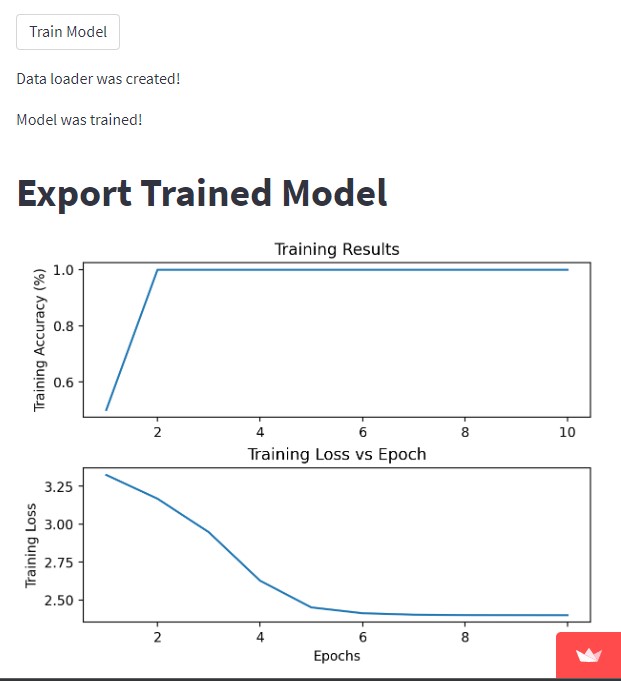 Train Model
Data loader was created!
Model was trained!
Export Trained Model
Training Results
Training Accuracy (%)
1.0
0.8
0.6
2 4 6 8 10
Training Loss vs Epoch
Training Loss
3.25
3.00
2.75
2.50
2 4 6 8
Epochs